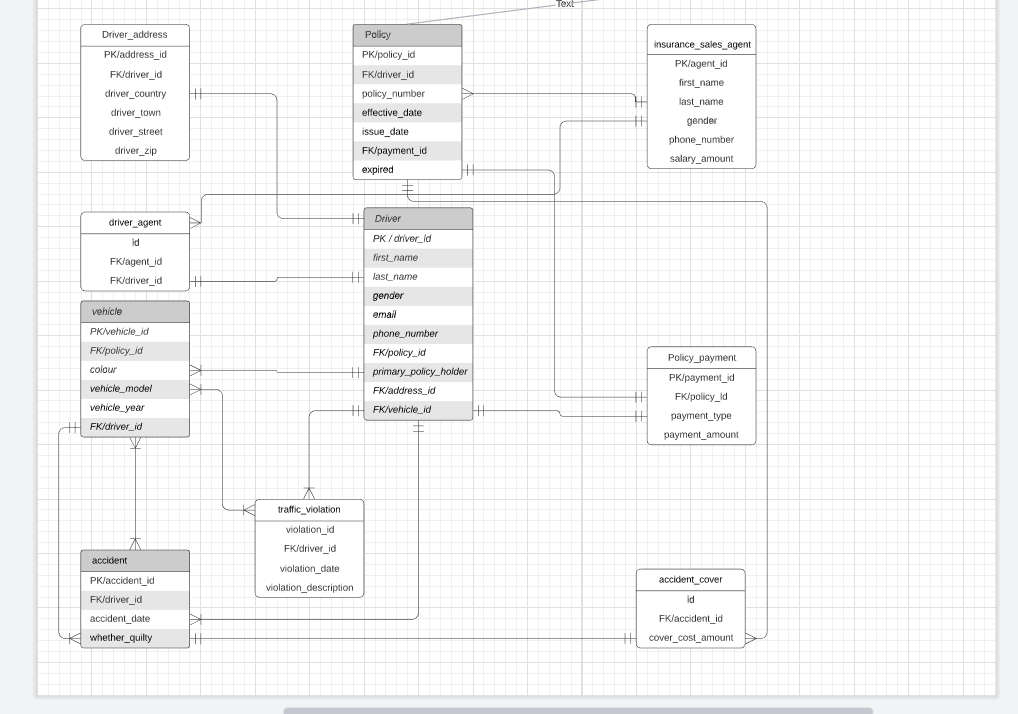 Text
Driver_address
PK/address_id
FK/driver_id
driver_country
driver_town
driver_street
driver_zip
Policy
PK/policy_id
FK/driver_id
policy_number
effective_date
issue_date
FK/payment_id
expired
insurance_sales_agent
PK/agent_id
first_name
last_name
gender
phone_number
salary_amount
driver_agent
id
FK/agent_id
FK/driver_id
Driver
PK / driver_id
first_name
last_name
gender
email
phone_number
FK/policy_id
primary_policy_holder
FK/address_id
FK/vehicle_id
vehicle
PK/vehicle_id
FK/policy_id
colour
vehicle_model
vehicle_year
FK/driver_id
Policy_payment
PK/payment_id
FK/policy_Id
payment_type
payment_amount
traffic_violation
violation_id
FK/driver_id
violation_date
violation_description
accident
PK/accident_id
FK/driver_id
accident_date
whether_quilty
accident_cover
id
FK/accident_id
cover_cost_amount